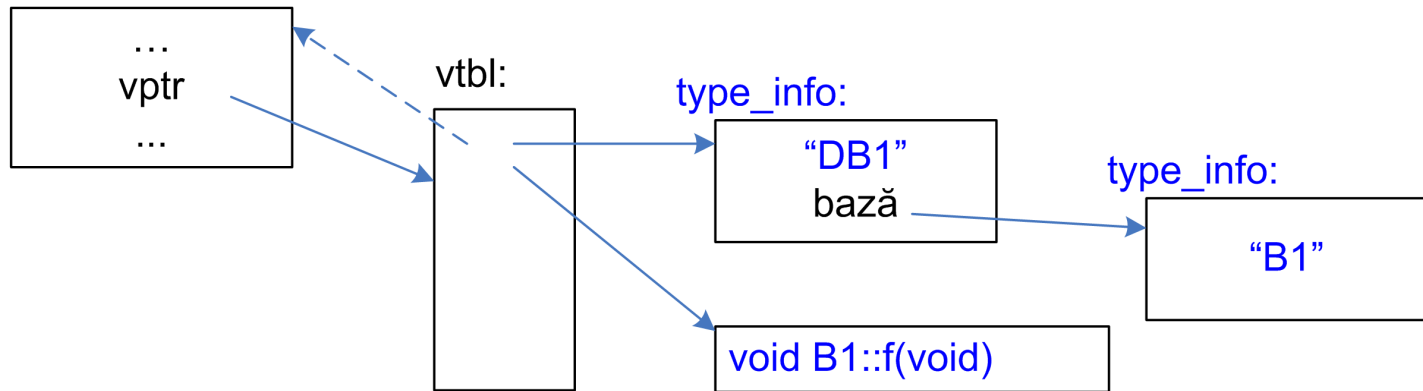 …
vptr
...
vtbl:
type_info:
“DB1”
bază
type_info:
“B1”
void B1::f(void)